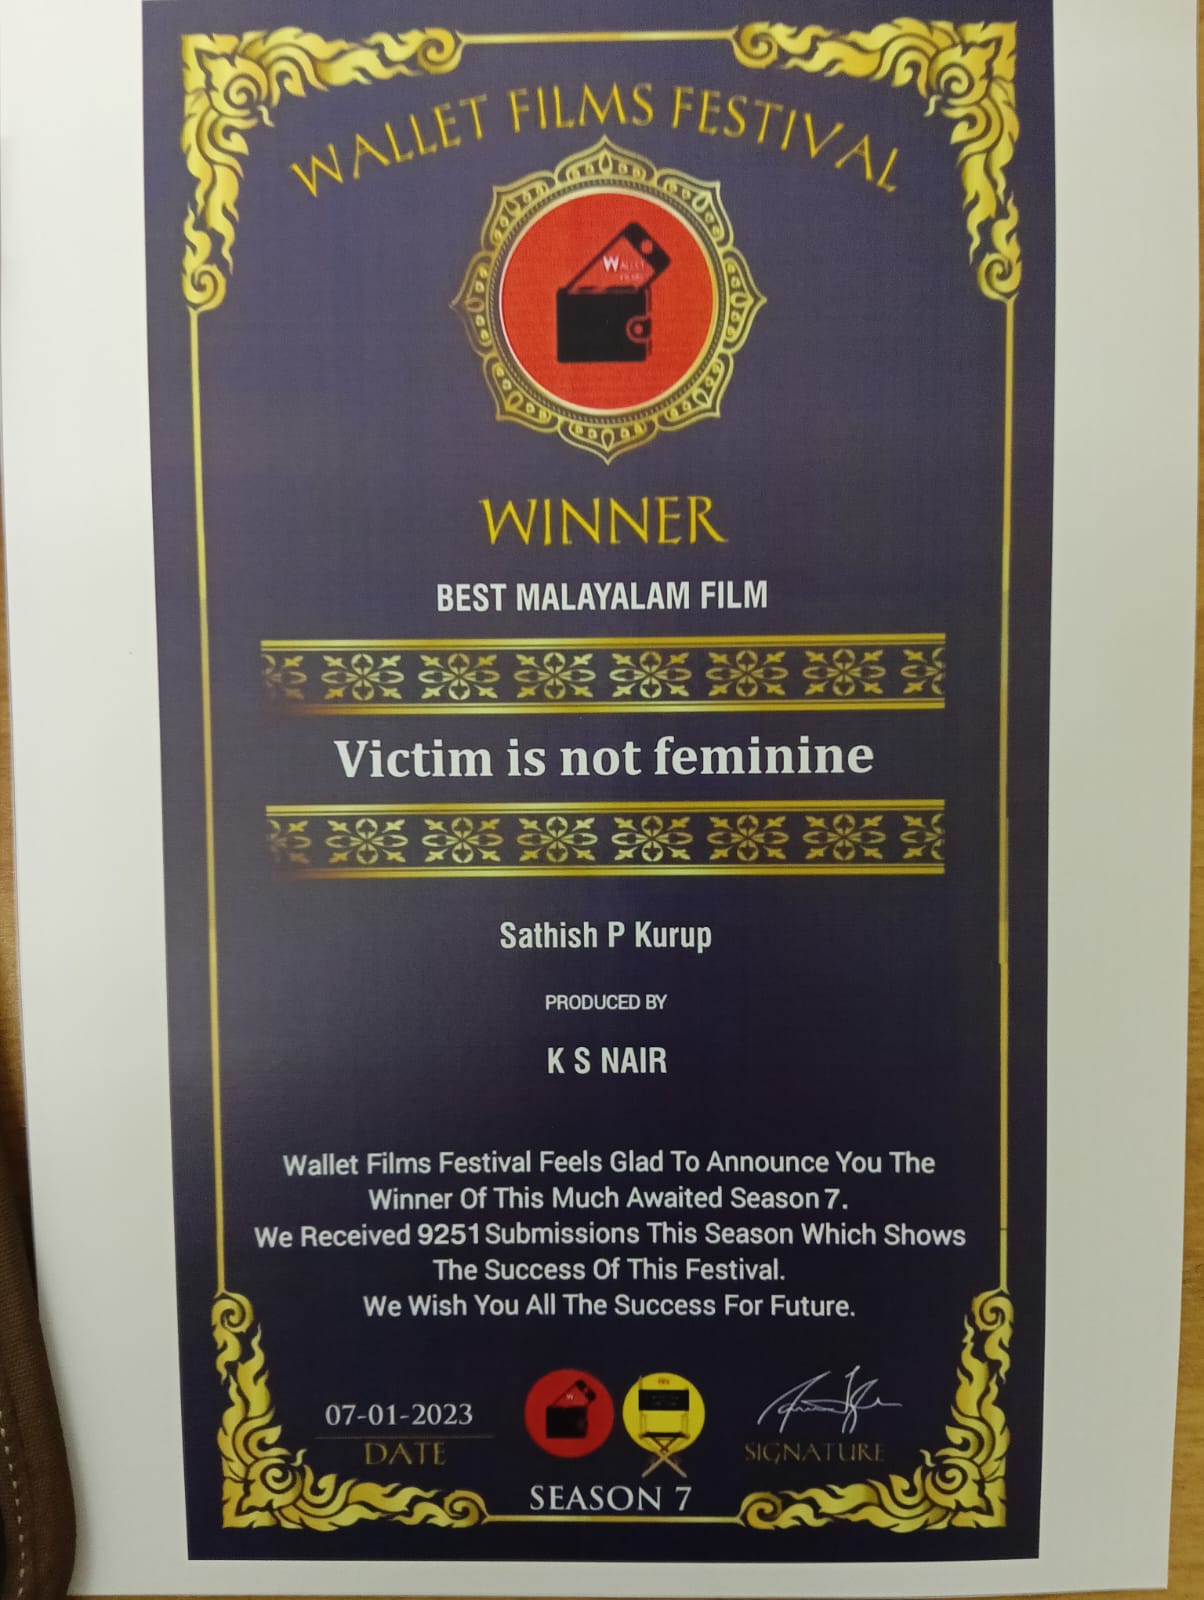 WALLET FILMS FESTIVAL
WALLET
FILMS
WINNER
BEST MALAYALAM FILM
Victim is not feminine
Sathish P Kurup
PRODUCED BY
K S NAIR
Wallet Films Festival Feels Glad To Announce You The
Winner Of This Much Awaited Season 7.
We Received 9251 Submissions This Season Which Shows
The Success Of This Festival.
We Wish You All The Success For Future.
07-01-2023
DATE
SIGNATURE
SEASON 7